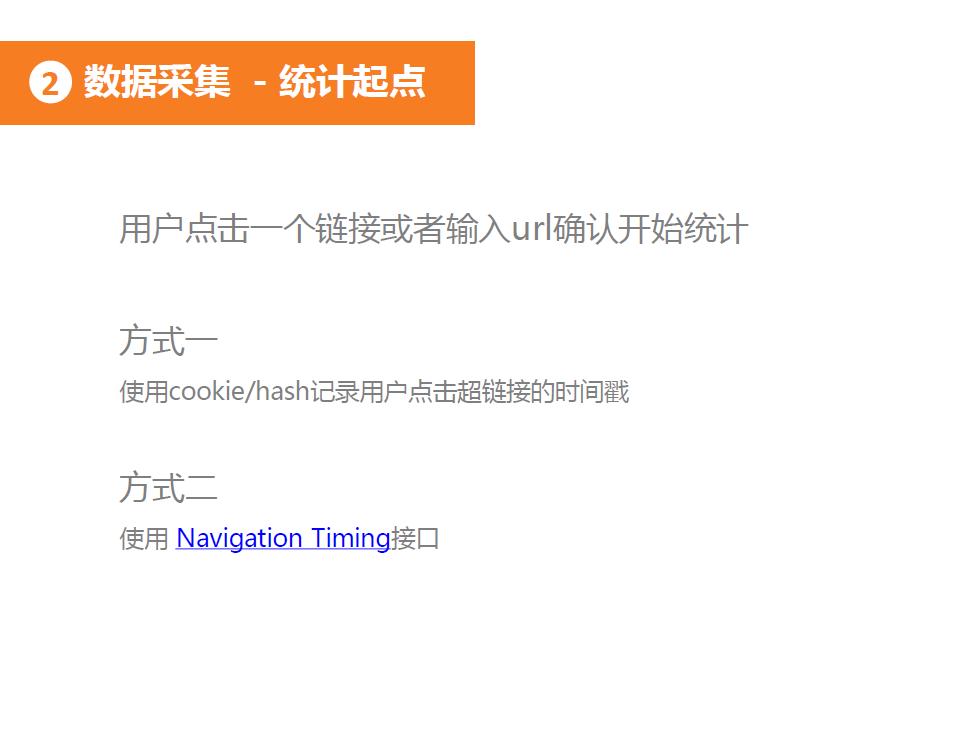 2 数据采集 - 统计起点
用户点击一个链接或者输入url确认开始统计
方式一
使用cookie/hash记录用户点击超链接的时间戳
方式二
使用 Navigation Timing接口